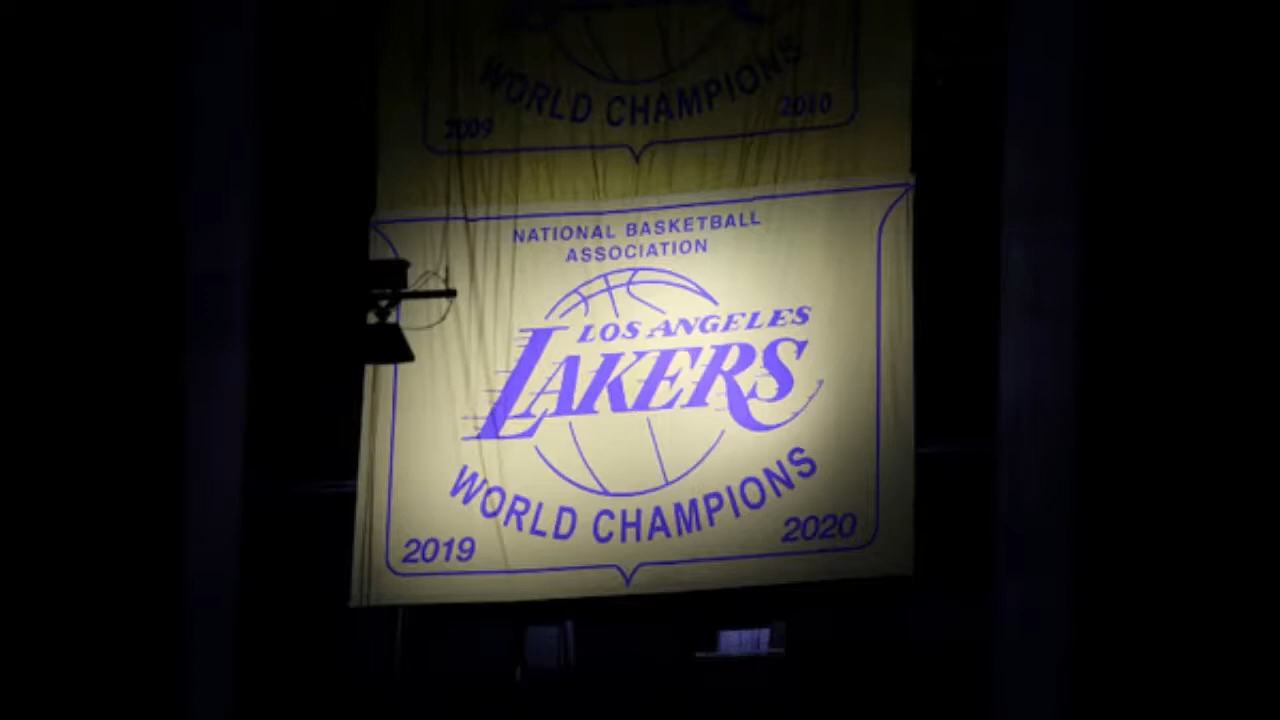 WORLD CHAMPIONS
2009 2010
NATIONAL BASKETBALL
ASSOCIATION
LOS ANGELES
LAKERS
WORLD CHAMPIONS
2019 2020